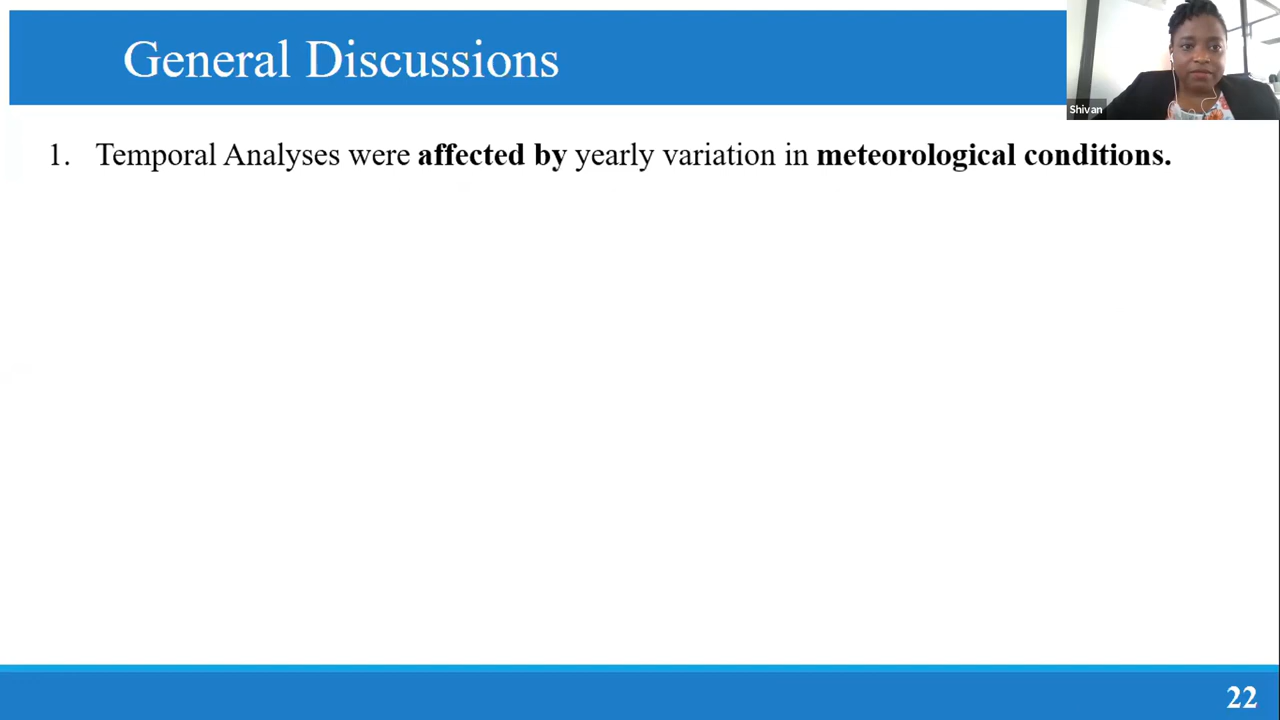 General Discussions
Shivan
1. Temporal Analyses were affected by yearly variation in meteorological conditions.
22